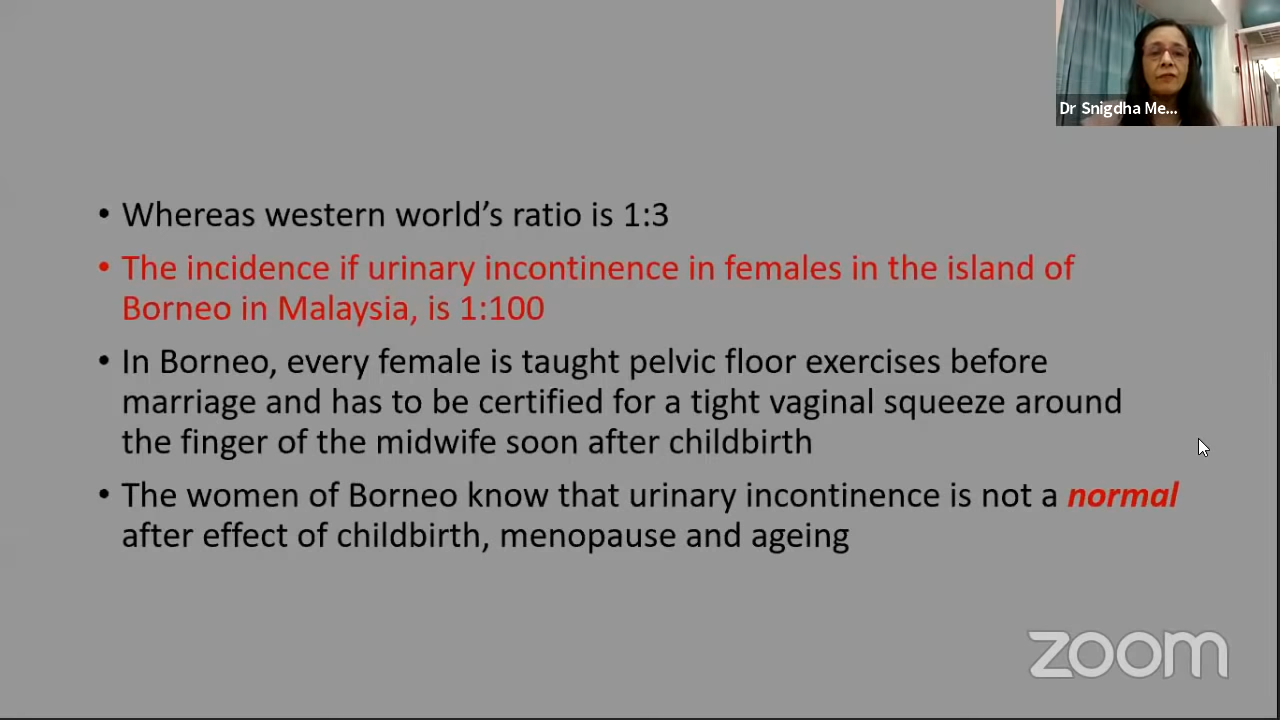 Dr Snigdha Me...
• Whereas western world’s ratio is 1:3
• The incidence if urinary incontinence in females in the island of
Borneo in Malaysia, is 1:100
• In Borneo, every female is taught pelvic floor exercises before
marriage and has to be certified for a tight vaginal squeeze around
the finger of the midwife soon after childbirth
• The women of Borneo know that urinary incontinence is not a normal
after effect of childbirth, menopause and ageing
zoom